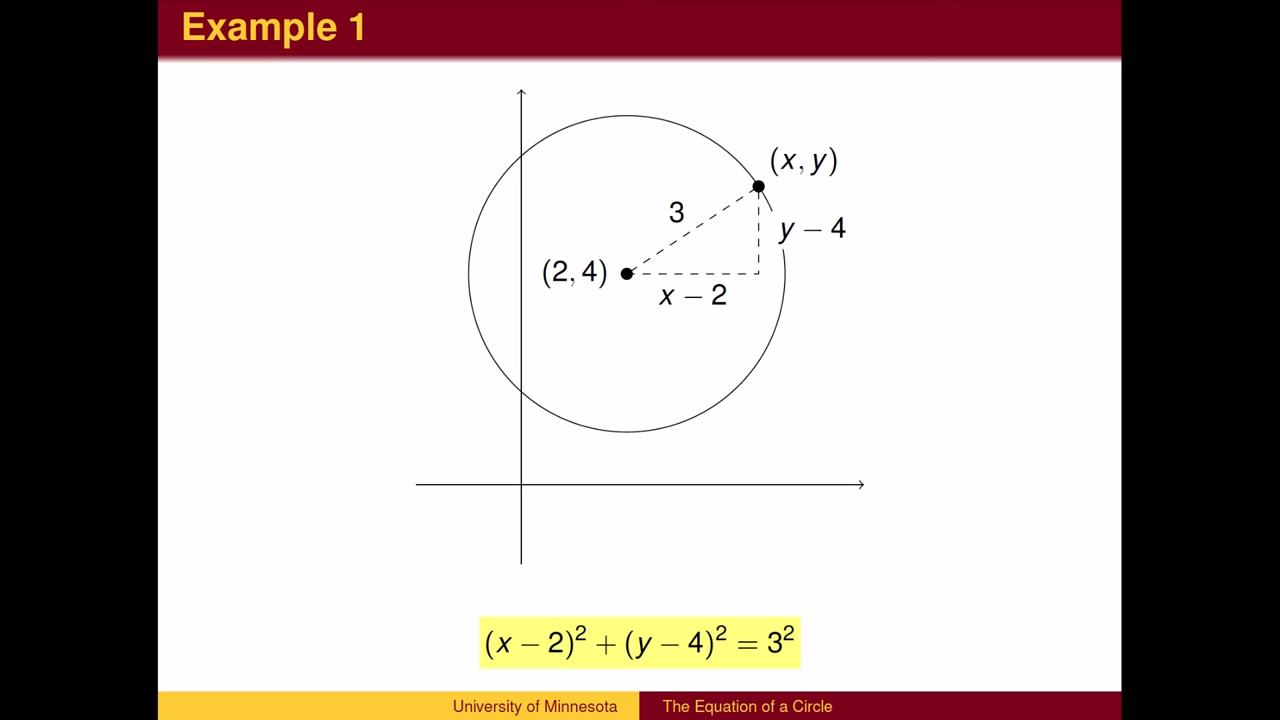 Example 1
(x, y)
3
y − 4
(2, 4)
x − 2
(x − 2)² + (y − 4)² = 3²
University of Minnesota
The Equation of a Circle